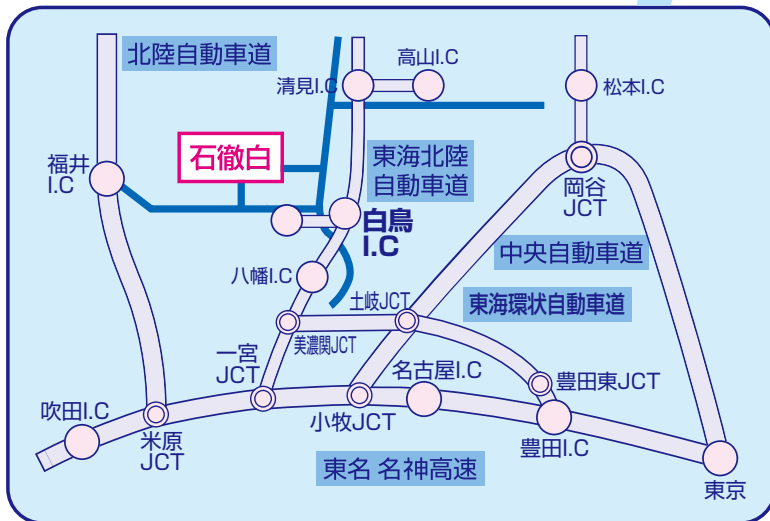 北陸自動車道
高山I.C
清見I.C
松本I.C
石徹白
福井
I.C
東海北陸
自動車道
岡谷
JCT
白鳥
I.C
中央自動車道
八幡I.C
土岐JCT
東海環状自動車道
美濃関JCT
一宮
JCT
名古屋I.C
豊田東JCT
吹田I.C
米原
JCT
小牧JCT
豊田I.C
東名 名神高速
東京